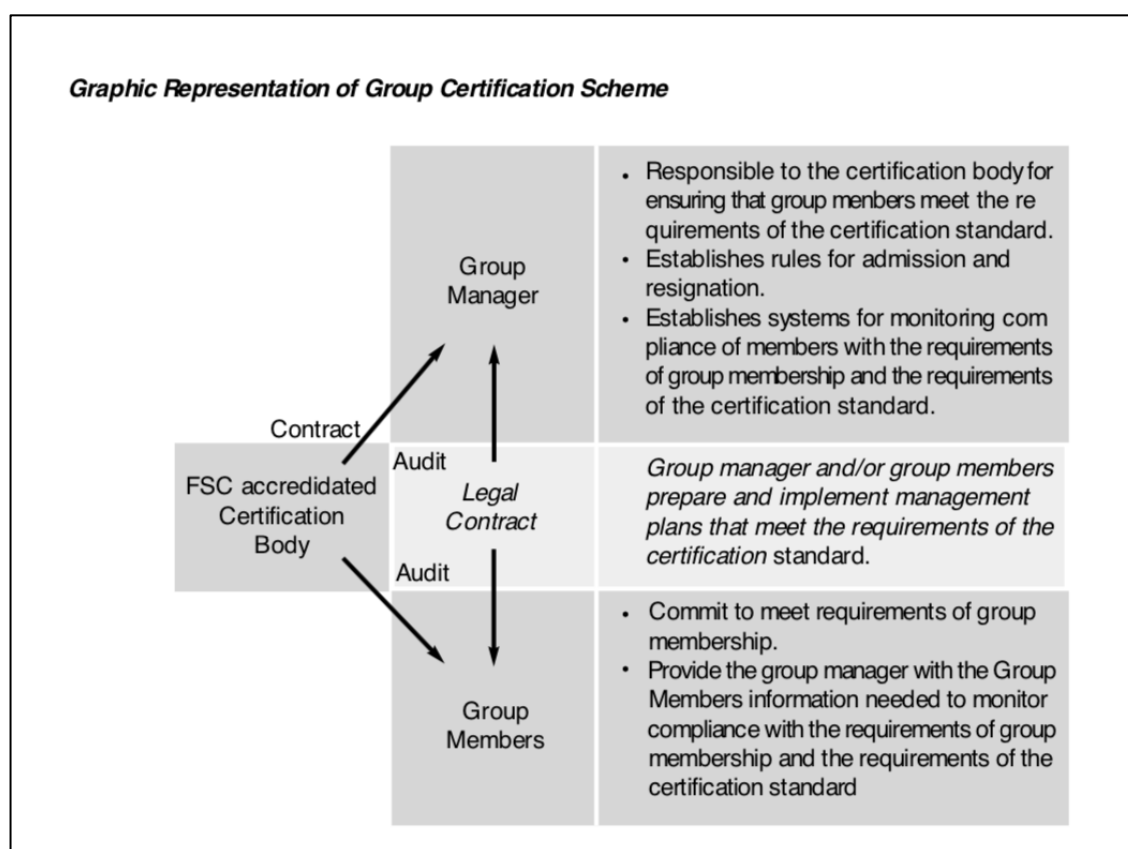 Graphic Representation of Group Certification Scheme
Group
Manager
• Responsible to the certification body for
ensuring that group menbers meet the re
quirements of the certification standard.
• Establishes rules for admission and
resignation.
• Establishes systems for monitoring com
pliance of members with the requirements
of group membership and the requirements
of the certification standard.
Contract
FSC accredidated
Certification
Body
Audit
Legal
Contract
Audit
Group manager and/or group members
prepare and implement management
plans that meet the requirements of the
certification standard.
Group
Members
• Commit to meet requirements of group
membership.
• Provide the group manager with the Group
Members information needed to monitor
compliance with the requirements of group
membership and the requirements of the
certification standard